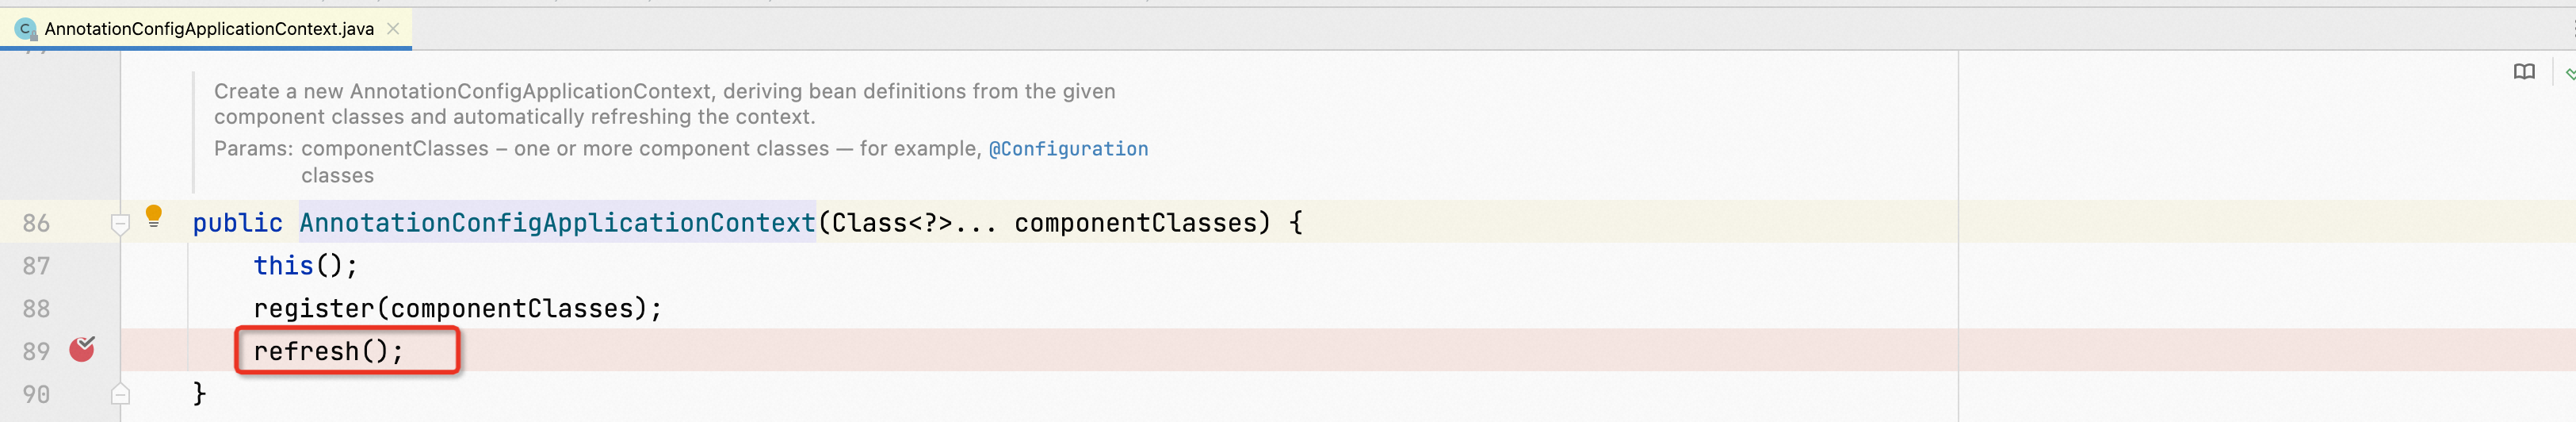 AnnotationConfigApplicationContext.java
Create a new AnnotationConfigApplicationContext, deriving bean definitions from the given
component classes and automatically refreshing the context.
Params: componentClasses – one or more component classes — for example, @Configuration
classes
86 public AnnotationConfigApplicationContext(Class<?>... componentClasses) {
87 this();
88 register(componentClasses);
89 refresh();
90 }